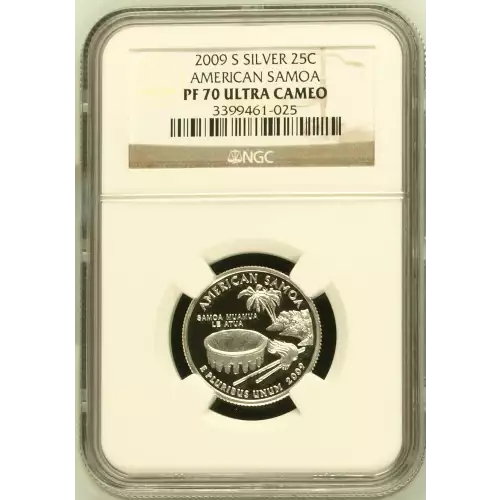 2009 S SILVER 25C
AMERICAN SAMOA
PF 70 ULTRA CAMEO
3399461-025
NGC
AMERICAN SAMOA
SAMOA MUAMUA
LE ATUA
E PLURIBUS UNUM 2009